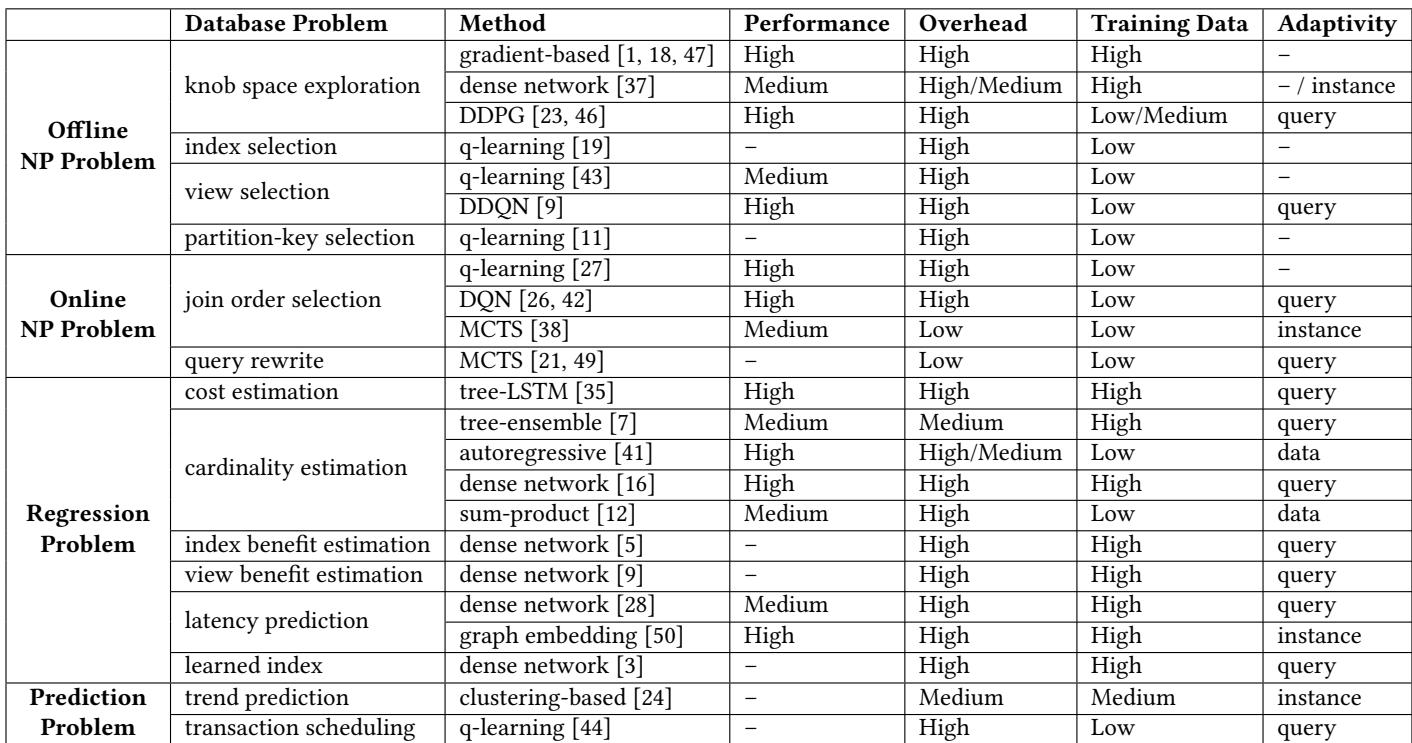 Database Problem Method Performance Overhead Training Data Adaptivity
Offline NP Problem knob space exploration gradient-based [1, 18, 47] High High High –
dense network [37] Medium High/Medium High – / instance
DDPG [23, 46] High High Low/Medium query
index selection q-learning [19] – High Low –
view selection q-learning [43] Medium High Low –
DDQN [9] High High Low query
partition-key selection q-learning [11] – High Low –
Online NP Problem join order selection q-learning [27] High High Low –
DQN [26, 42] High High Low query
MCTS [38] Medium Low Low instance
query rewrite MCTS [21, 49] – Low Low query
Regression Problem cost estimation tree-LSTM [35] High High High query
cardinality estimation tree-ensemble [7] Medium Medium High query
autoregressive [41] High High/Medium Low data
dense network [16] High High High query
sum-product [12] Medium High Low data
index benefit estimation dense network [5] – High High query
view benefit estimation dense network [9] – High High query
latency prediction dense network [28] Medium High High query
graph embedding [50] High High High instance
learned index dense network [3] – High High query
Prediction Problem trend prediction clustering-based [24] – Medium Medium instance
transaction scheduling q-learning [44] – High Low query